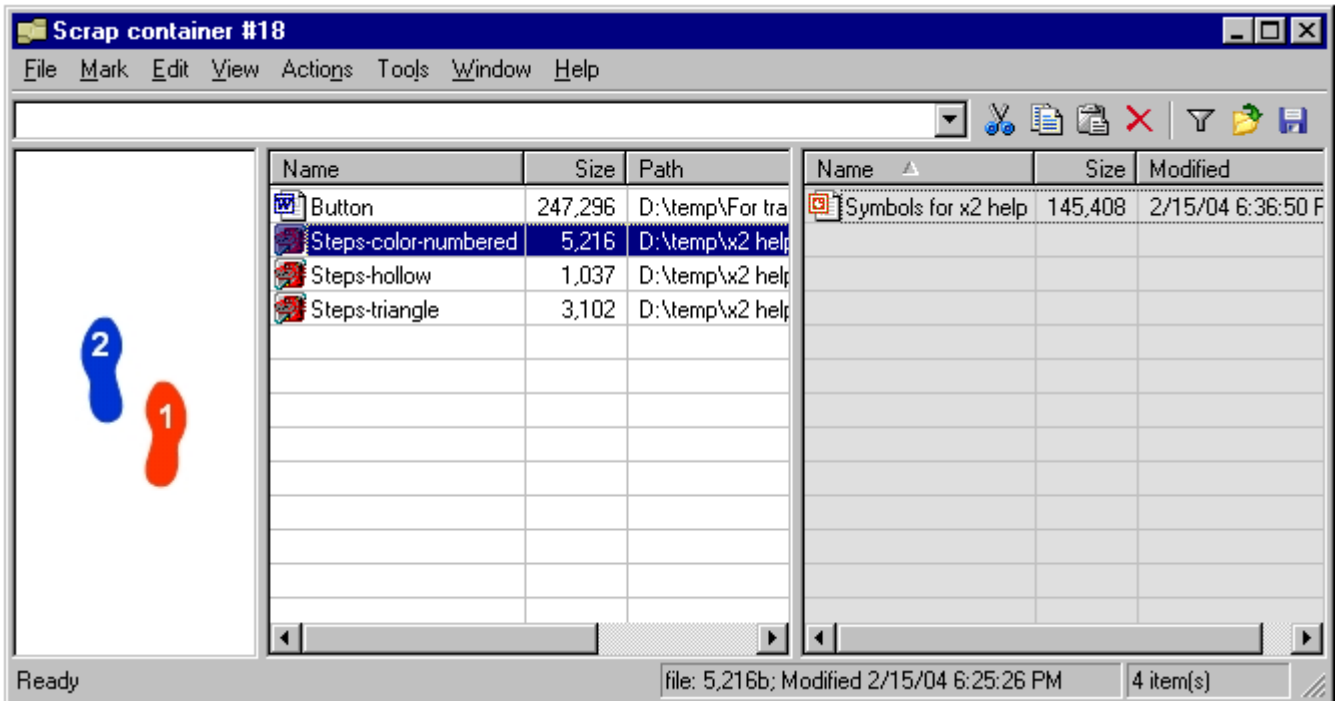 Scrap container #18
File Mark Edit View Actions Tools Window Help
Name Size Path
Button 247,296 D:\temp\For tra
Steps-color-numbered 5,216 D:\temp\x2 help
Steps-hollow 1,037 D:\temp\x2 help
Steps-triangle 3,102 D:\temp\x2 help
Name Size Modified
Symbols for x2 help 145,408 2/15/04 6:36:50 P
2
1
Ready file: 5,216b; Modified 2/15/04 6:25:26 PM 4 item(s)